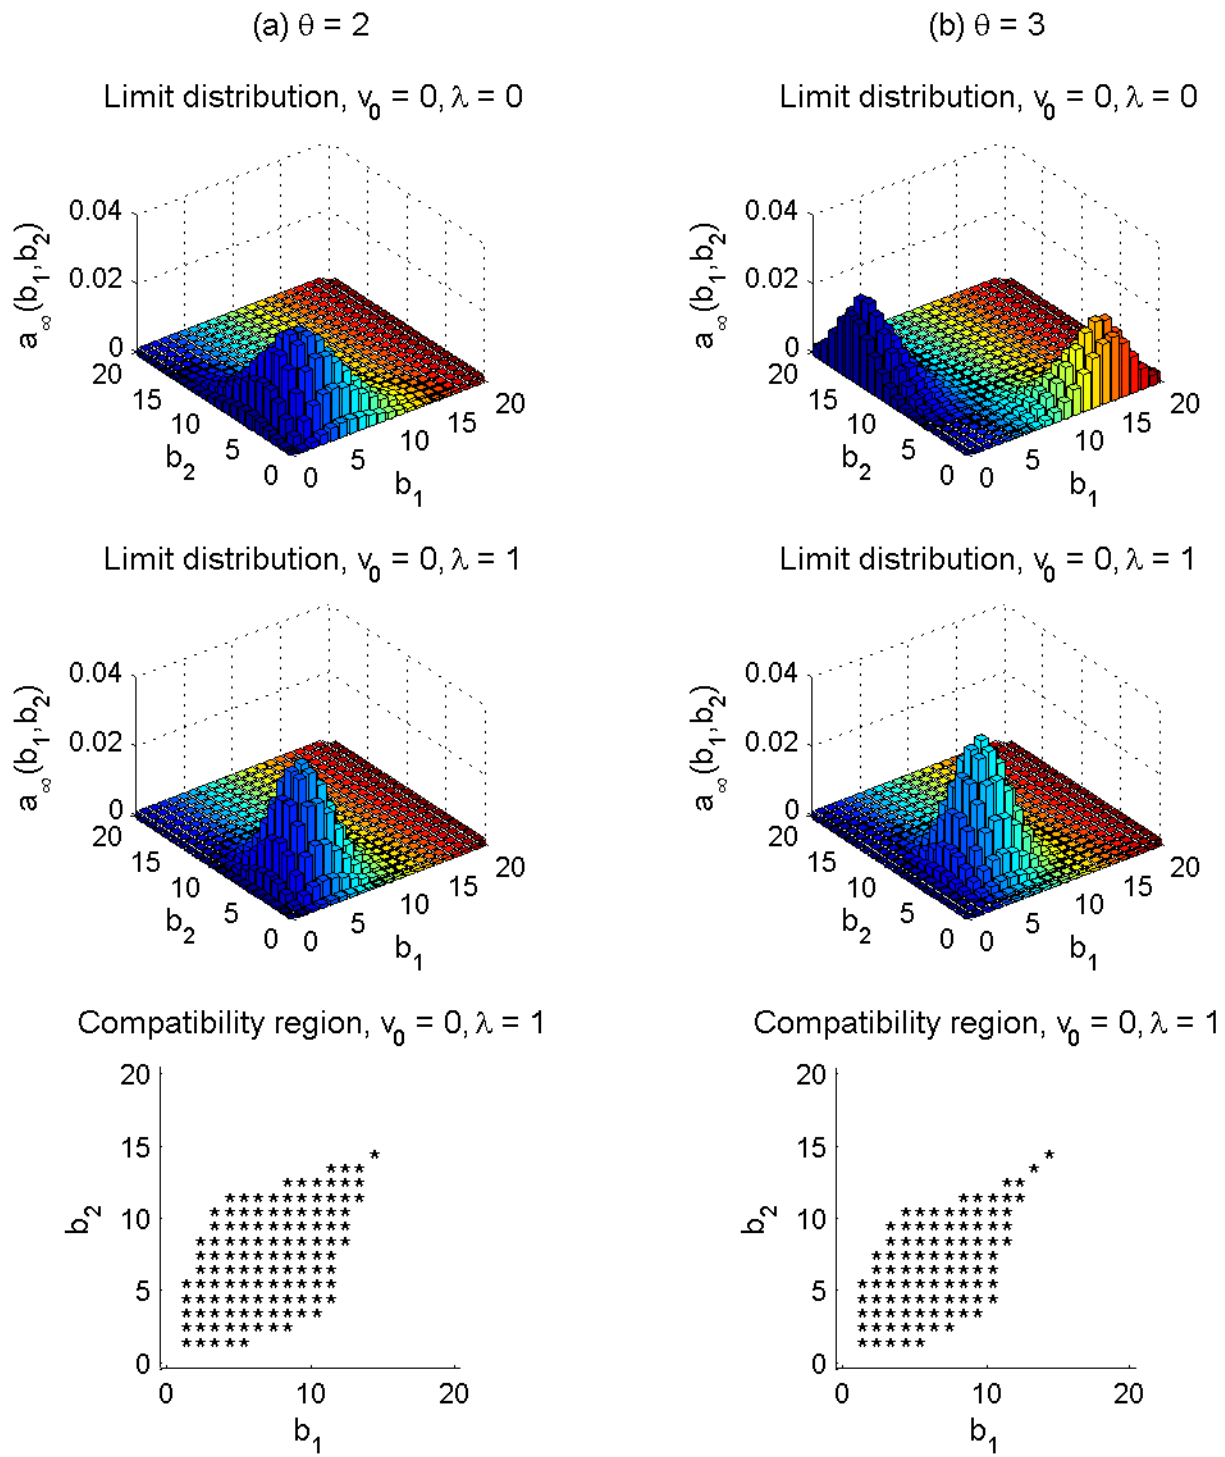 (a) θ = 2
(b) θ = 3
Limit distribution, v₀ = 0, λ = 0
Limit distribution, v₀ = 0, λ = 0
a∞(b₁,b₂)
0.04
0.02
0
20
15
10
5
0
b₂
0
5
10
15
20
b₁
a∞(b₁,b₂)
0.04
0.02
0
20
15
10
5
0
b₂
0
5
10
15
20
b₁
Limit distribution, v₀ = 0, λ = 1
Limit distribution, v₀ = 0, λ = 1
a∞(b₁,b₂)
0.04
0.02
0
20
15
10
5
0
b₂
0
5
10
15
20
b₁
a∞(b₁,b₂)
0.04
0.02
0
20
15
10
5
0
b₂
0
5
10
15
20
b₁
Compatibility region, v₀ = 0, λ = 1
Compatibility region, v₀ = 0, λ = 1
b₂
20
15
10
5
0
0 10 20
b₁
b₂
20
15
10
5
0
0 10 20
b₁